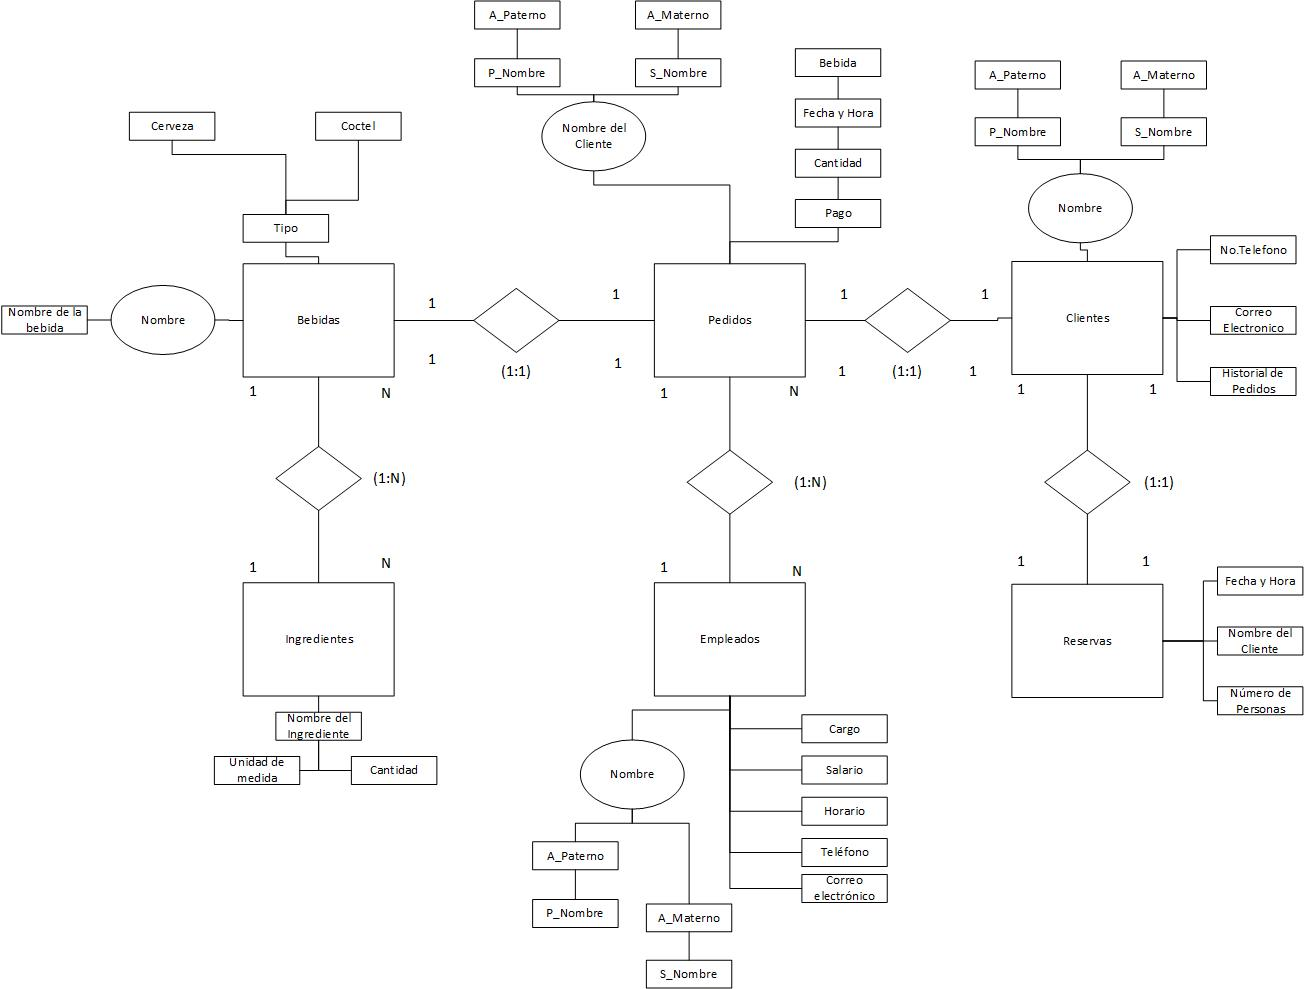 A_Paterno
A_Materno
P_Nombre
S_Nombre
Nombre del
Cliente
Bebida
Fecha y Hora
Cantidad
Pago
A_Paterno
A_Materno
P_Nombre
S_Nombre
Nombre
Cerveza
Coctel
Tipo
Nombre de la
bebida
Nombre
Bebidas
1
1
1
1
(1:1)
Pedidos
1
1
1
1
(1:1)
Clientes
No.Telefono
Correo
Electronico
Historial de
Pedidos
1
N
1
N
1
1
(1:N)
(1:N)
(1:1)
1
N
1
N
1
1
Ingredientes
Empleados
Reservas
Fecha y Hora
Nombre del
Cliente
Número de
Personas
Nombre del
Ingrediente
Unidad de
medida
Cantidad
Nombre
A_Paterno
P_Nombre
A_Materno
S_Nombre
Cargo
Salario
Horario
Teléfono
Correo
electrónico